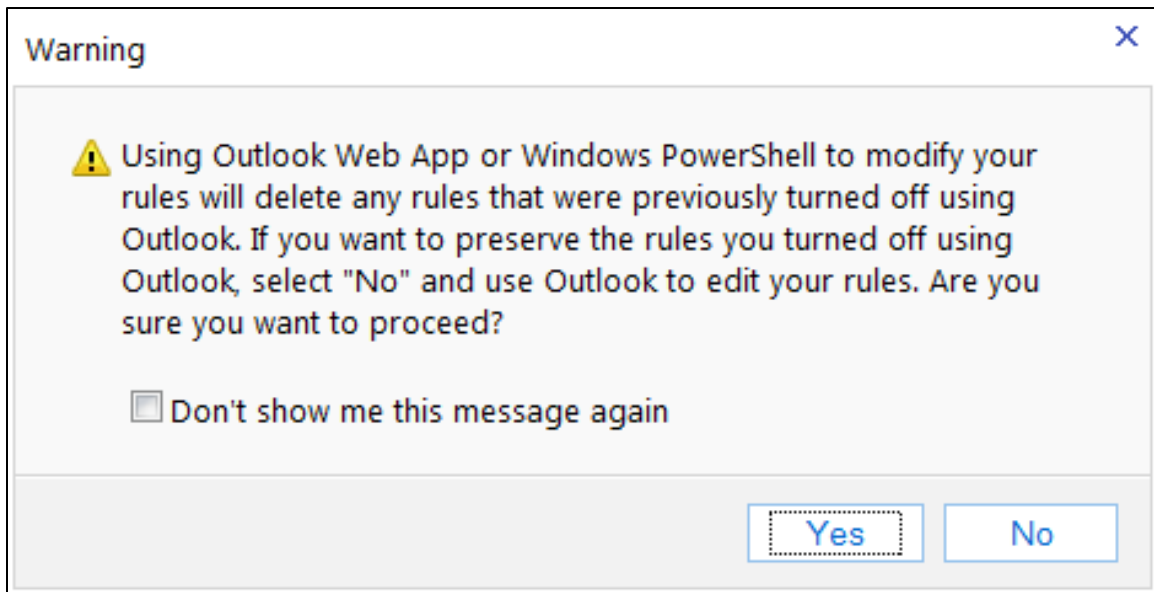 Warning
Using Outlook Web App or Windows PowerShell to modify your
rules will delete any rules that were previously turned off using
Outlook. If you want to preserve the rules you turned off using
Outlook, select "No" and use Outlook to edit your rules. Are you
sure you want to proceed?
Don't show me this message again
Yes No